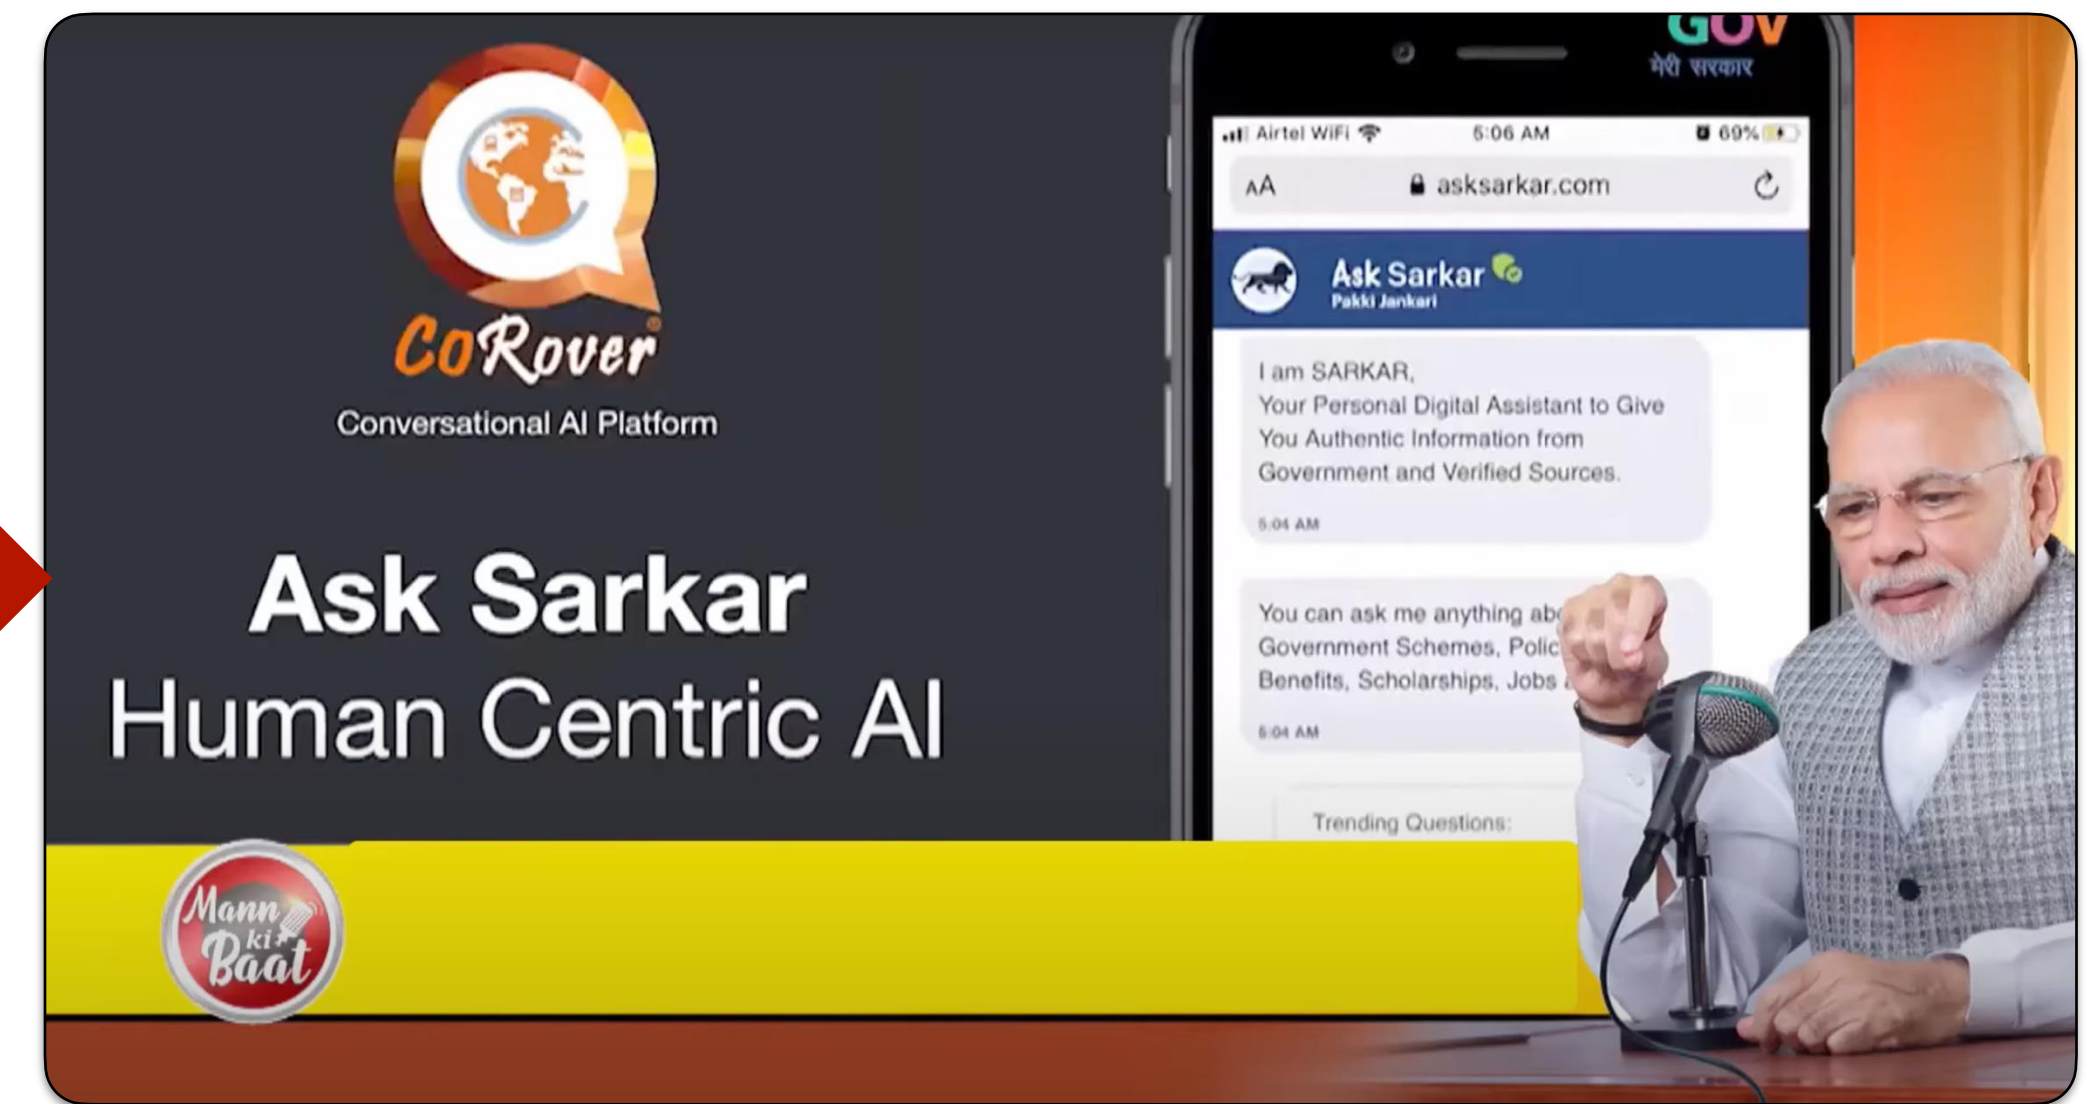 CoRover
Conversational AI Platform
Ask Sarkar
Human Centric AI
GOV
मेरी सरकार
Airtel WiFi 5:06 AM 69%
AA asksarkar.com
Ask Sarkar
Pakki Jankari
I am SARKAR,
Your Personal Digital Assistant to Give
You Authentic Information from
Government and Verified Sources.
5:04 AM
You can ask me anything
Government Schemes,
Benefits, Scholarships, Jobs
5:04 AM
Trending Questions:
Mann
ki
Baat